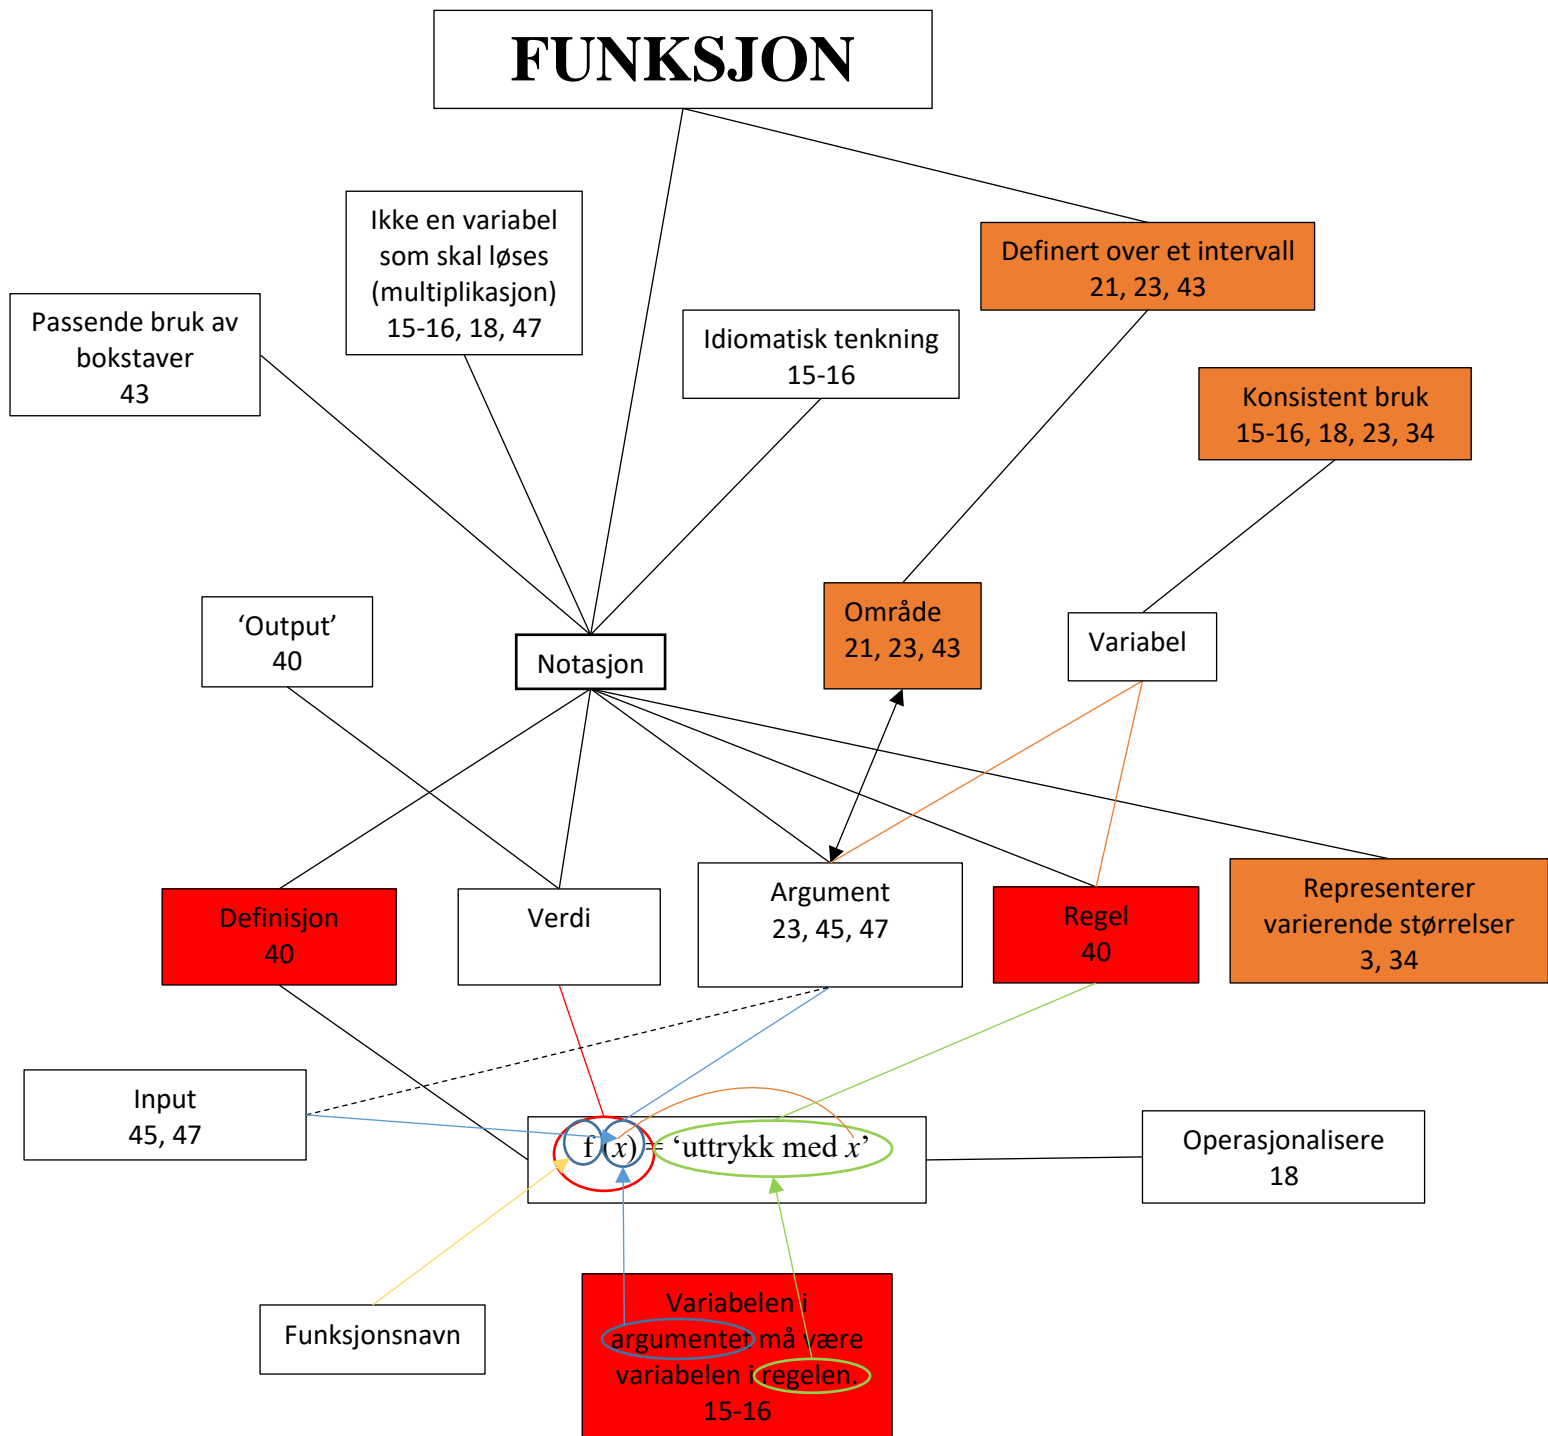 FUNKSJON
Ikke en variabel
som skal løses
(multiplikasjon)
15-16, 18, 47
Definert over et intervall
21, 23, 43
Passende bruk av
bokstaver
43
Idiomatisk tenkning
15-16
Konsistent bruk
15-16, 18, 23, 34
‘Output’
40
Notasjon
Område
21, 23, 43
Variabel
Definisjon
40
Verdi
Argument
23, 45, 47
Regel
40
Representerer
varierende størrelser
3, 34
Input
45, 47
f (x) = ‘uttrykk med x’
Operasjonalisere
18
Funksjonsnavn
Variabelen i
argumentet må være
variabelen i regelen.
15-16